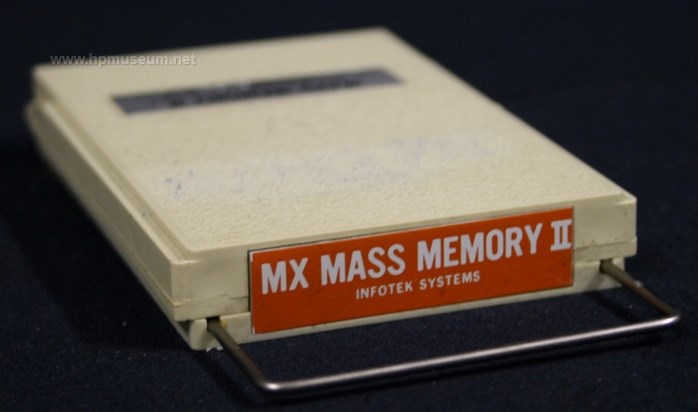 www.hpmuseum.net
MX MASS MEMORY II
INFOTEK SYSTEMS